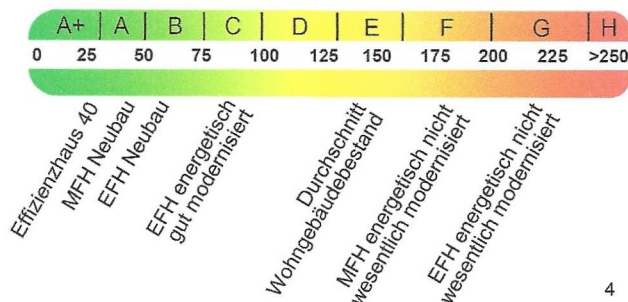 A+ A B C D E F G H
0 25 50 75 100 125 150 175 200 225 >250
Effizienzhaus 40
MFH Neubau
EFH Neubau
EFH energetisch
gut modernisiert
Durchschnitt
Wohngebäudebestand
MFH energetisch nicht
wesentlich modernisiert
EFH energetisch nicht
wesentlich modernisiert
4